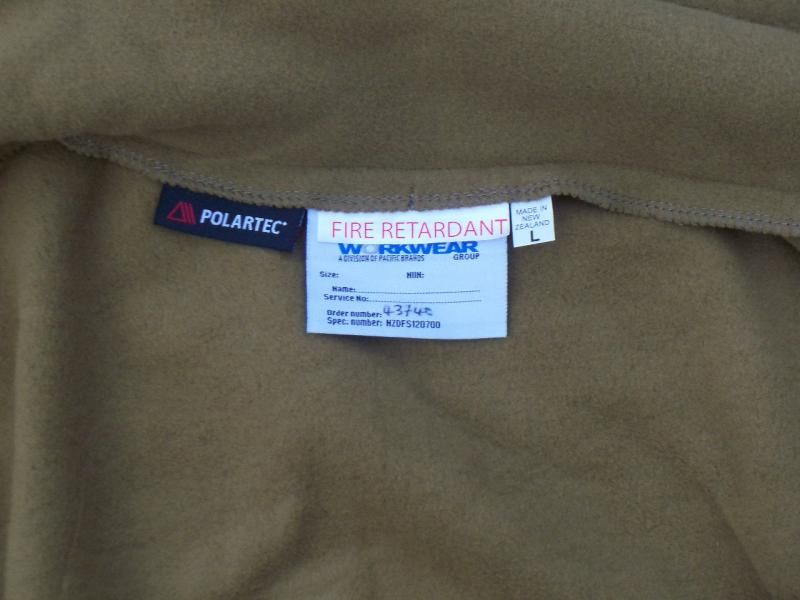 POLARTEC
FIRE RETARDANT
WORKWEAR
A DIVISION OF PACIFIC BRANDS GROUP
Size: NIIN:
Name:
Service No:
Order number: 43740
Spec. number: NZDFS120700
MADE IN
NEW
ZEALAND
L